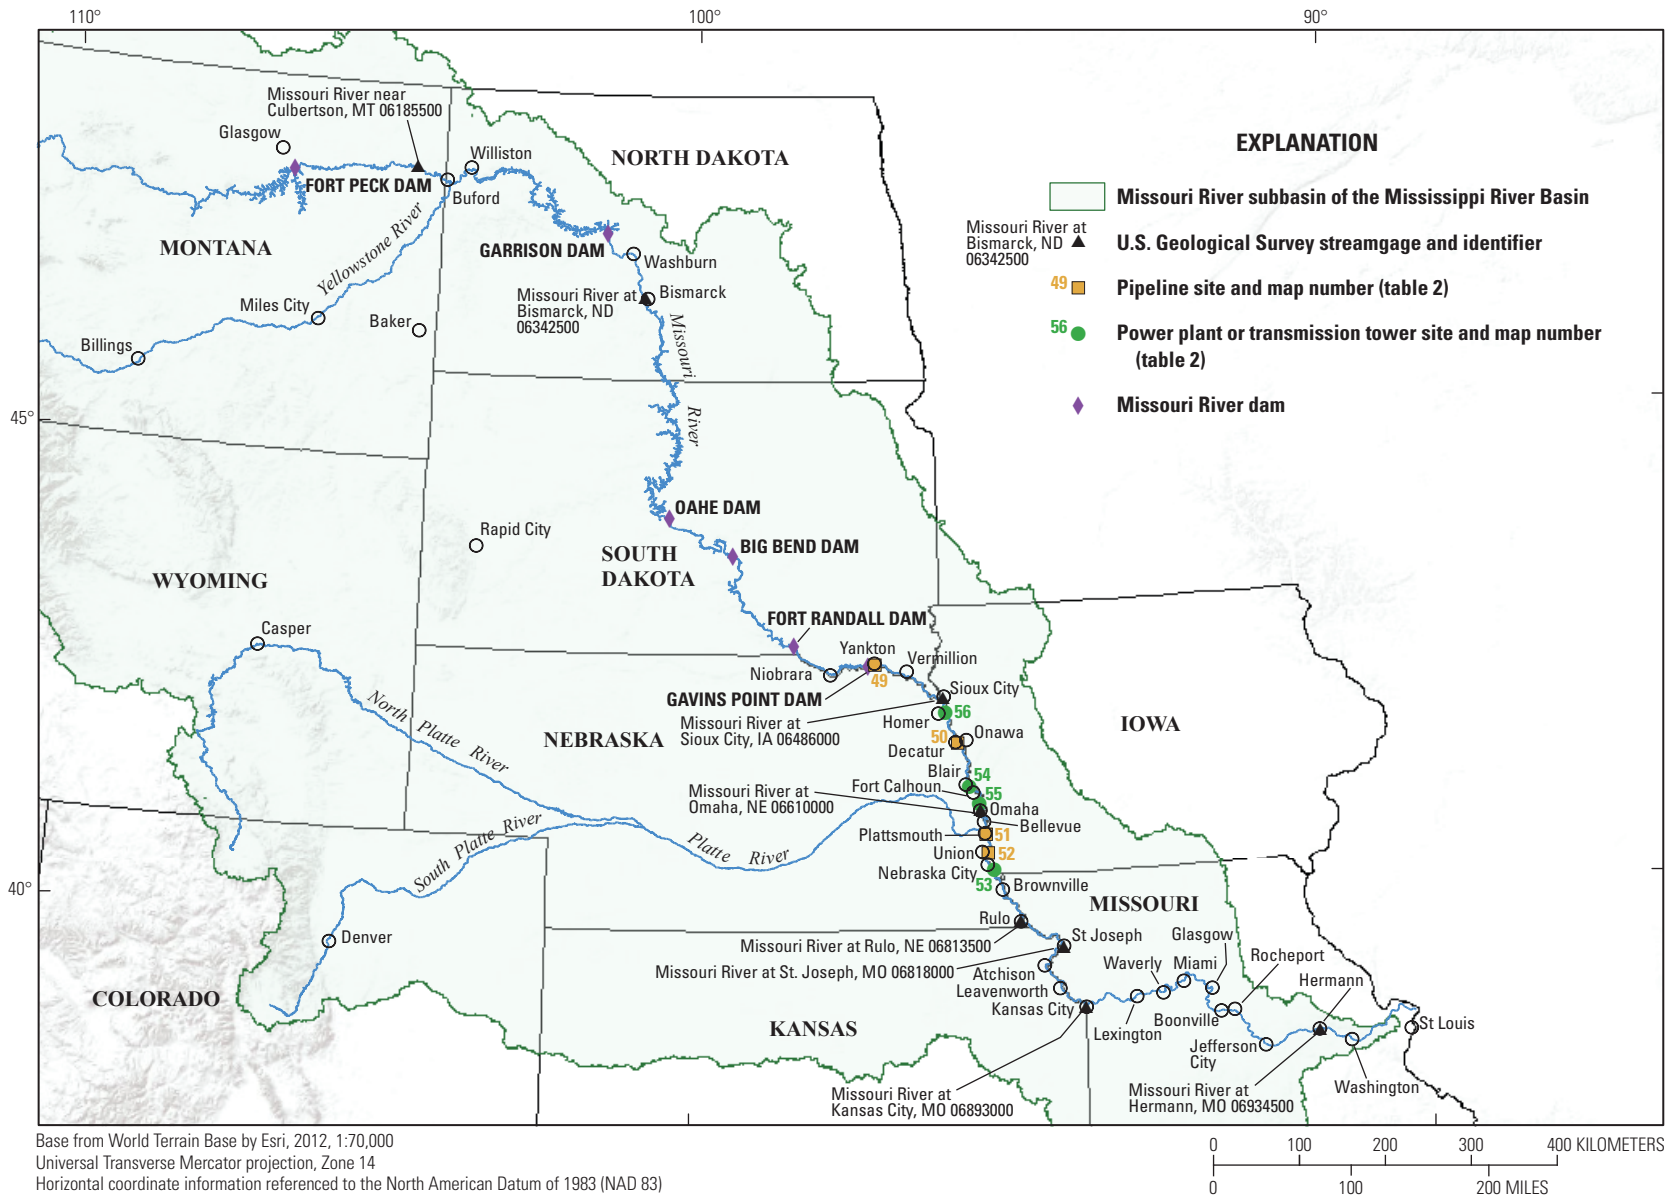 110°
100°
90°
Missouri River near
Culbertson, MT 06185500
Glasgow
Williston
NORTH DAKOTA
FORT PECK DAM
Buford
MONTANA
Yellowstone River
GARRISON DAM
Washburn
Missouri River at
Bismarck, ND
06342500
Bismarck
Miles City
Baker
Billings
Missouri
River
45°
EXPLANATION
Missouri River subbasin of the Mississippi River Basin
Missouri River at
Bismarck, ND
06342500
U.S. Geological Survey streamgage and identifier
49
Pipeline site and map number (table 2)
56
Power plant or transmission tower site and map number
(table 2)
Missouri River dam
OAHE DAM
Rapid City
BIG BEND DAM
SOUTH
DAKOTA
WYOMING
FORT RANDALL DAM
Casper
Yankton
Vermillion
Niobrara
49
GAVINS POINT DAM
Sioux City
Missouri River at
Sioux City, IA 06486000
Homer
56
IOWA
North Platte River
NEBRASKA
50
Onawa
Decatur
Blair
54
Fort Calhoun
55
Missouri River at
Omaha, NE 06610000
Omaha
Bellevue
Plattsmouth
51
Union
52
Nebraska City
53
Brownville
South Platte River
Platte River
40°
MISSOURI
Rulo
Missouri River at Rulo, NE 06813500
St Joseph
Missouri River at St. Joseph, MO 06818000
Denver
Glasgow
Rocheport
Waverly
Miami
Hermann
Atchison
Leavenworth
Kansas City
COLORADO
KANSAS
Lexington
Boonville
Jefferson
City
St Louis
Washington
Missouri River at
Kansas City, MO 06893000
Missouri River at
Hermann, MO 06934500
Base from World Terrain Base by Esri, 2012, 1:70,000
Universal Transverse Mercator projection, Zone 14
Horizontal coordinate information referenced to the North American Datum of 1983 (NAD 83)
0 100 200 300 400 KILOMETERS
0 100 200 MILES